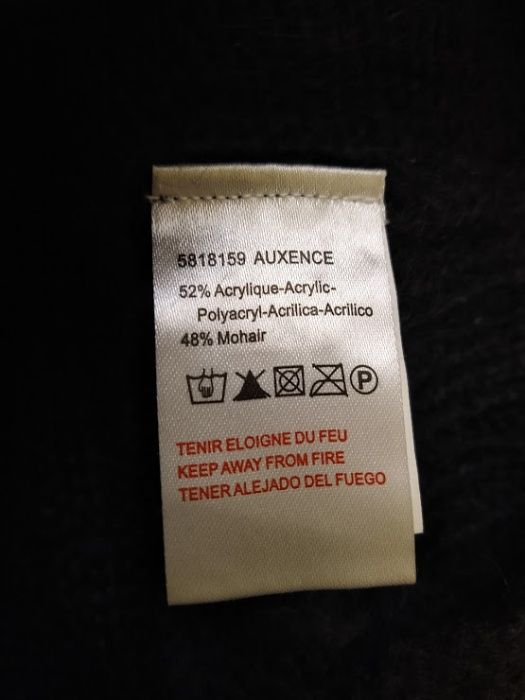 5818159 AUXENCE
52% Acrylique-Acrylic-
Polyacryl-Acrilica-Acrilico
48% Mohair
P
TENIR ELOIGNE DU FEU
KEEP AWAY FROM FIRE
TENER ALEJADO DEL FUEGO